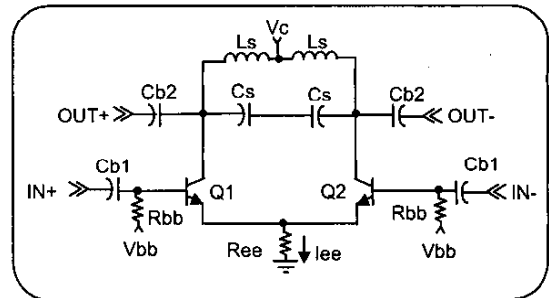 Vc
Ls Ls
Cb2 Cs Cs Cb2
OUT+ OUT-
Cb1 Cb1
IN+ Q1 Q2 IN-
Rbb Rbb
Vbb Ree Iee Vbb